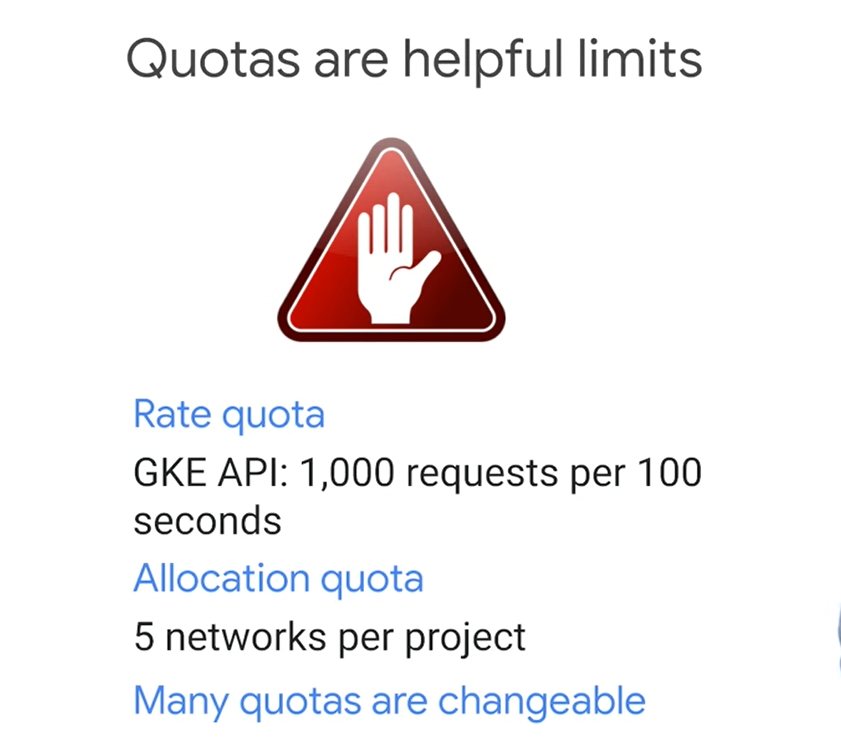 Quotas are helpful limits
Rate quota
GKE API: 1,000 requests per 100
seconds
Allocation quota
5 networks per project
Many quotas are changeable